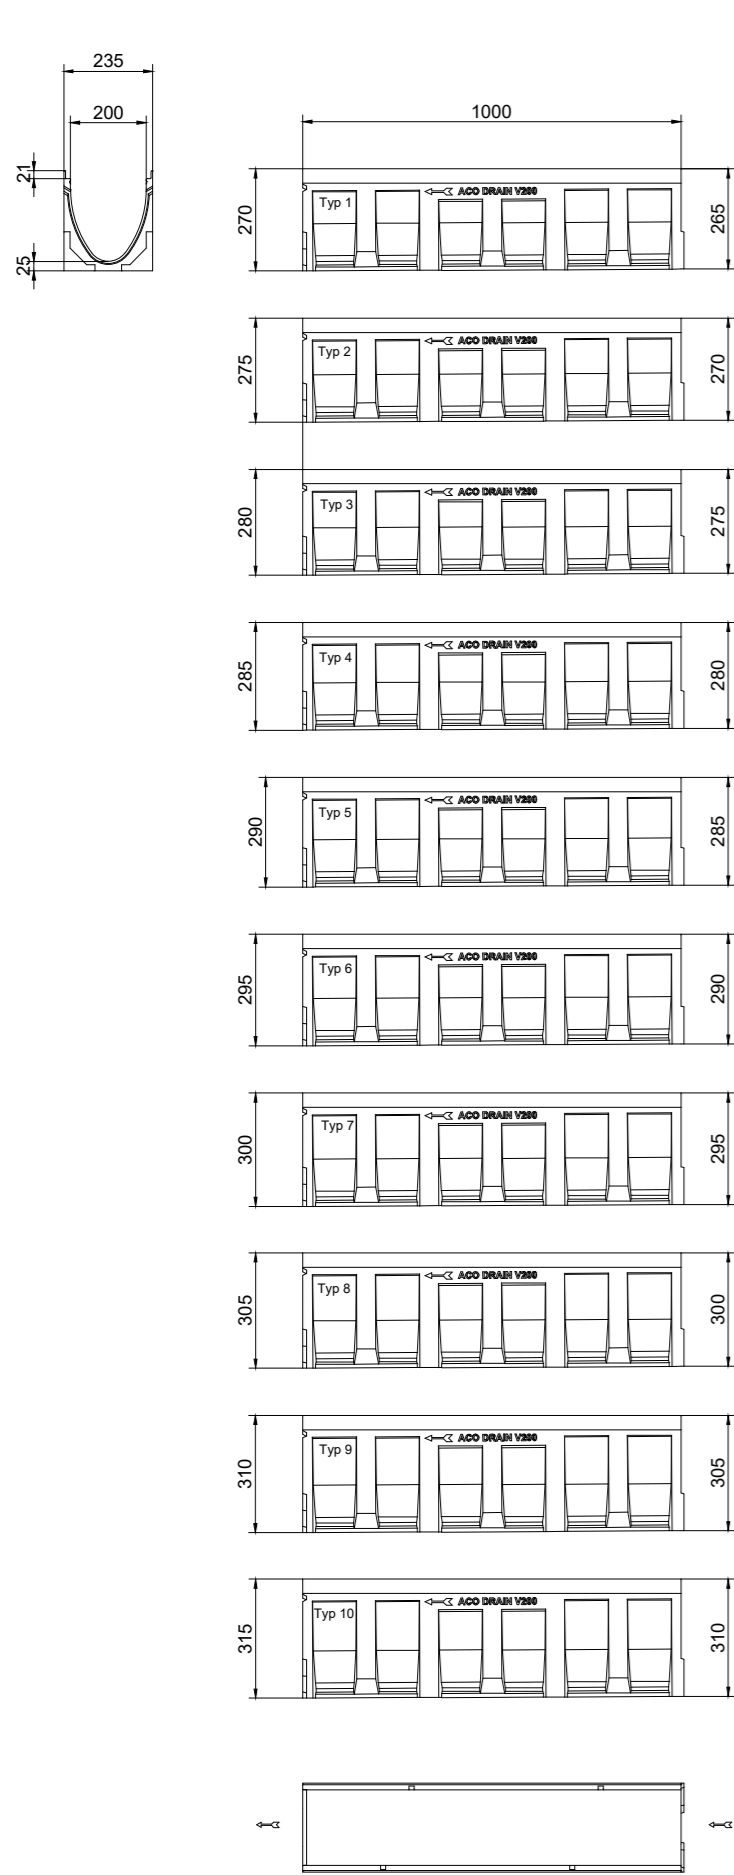 235
200
21
25
1000
270
Typ 1
ACO DRAIN V200
265
275
Typ 2
ACO DRAIN V200
270
280
Typ 3
ACO DRAIN V200
275
285
Typ 4
ACO DRAIN V200
280
290
Typ 5
ACO DRAIN V200
285
295
Typ 6
ACO DRAIN V200
290
300
Typ 7
ACO DRAIN V200
295
305
Typ 8
ACO DRAIN V200
300
310
Typ 9
ACO DRAIN V200
305
315
Typ 10
ACO DRAIN V200
310